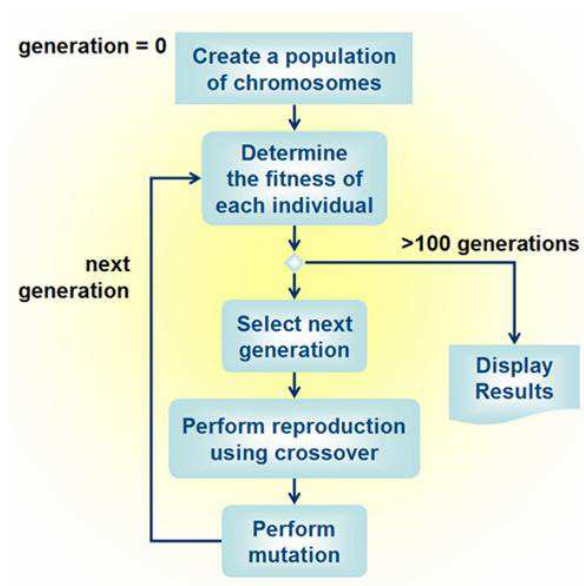 generation = 0
Create a population
of chromosomes
Determine
the fitness of
each individual
>100 generations
next
generation
Select next
generation
Display
Results
Perform reproduction
using crossover
Perform
mutation